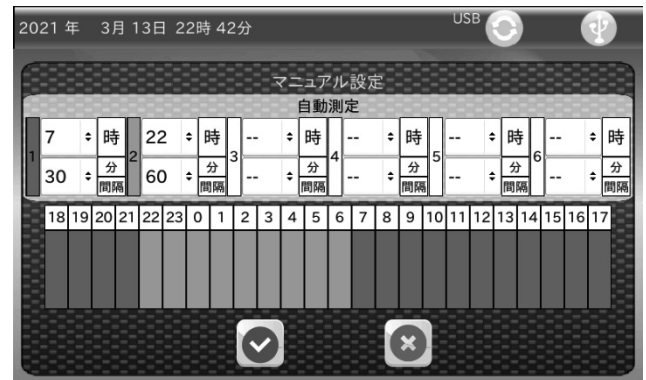 2021 年 3月 13日 22時 42分 USB
マニュアル設定
自動測定
1 7 時 2 22 時 3 -- 時 4 -- 時 5 -- 時 6 -- 時
30 分間隔 60 分間隔 -- 分間隔 -- 分間隔 -- 分間隔 -- 分間隔
18 19 20 21 22 23 0 1 2 3 4 5 6 7 8 9 10 11 12 13 14 15 16 17